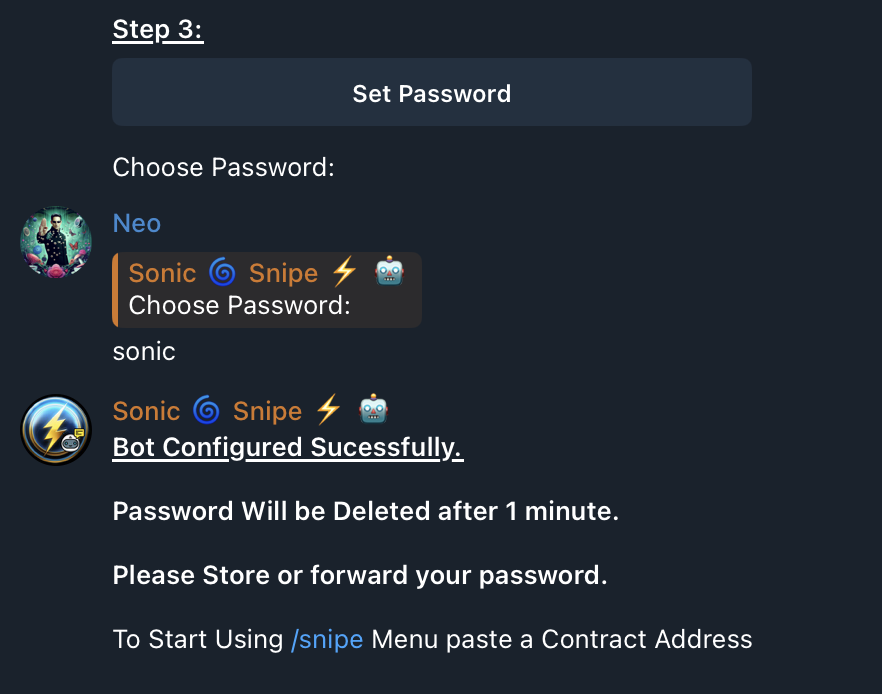 Step 3:
Set Password
Choose Password:
Neo
Sonic 🌀 Snipe ⚡ 🤖
Choose Password:
sonic
Sonic 🌀 Snipe ⚡ 🤖
Bot Configured Sucessfully.
Password Will be Deleted after 1 minute.
Please Store or forward your password.
To Start Using /snipe Menu paste a Contract Address